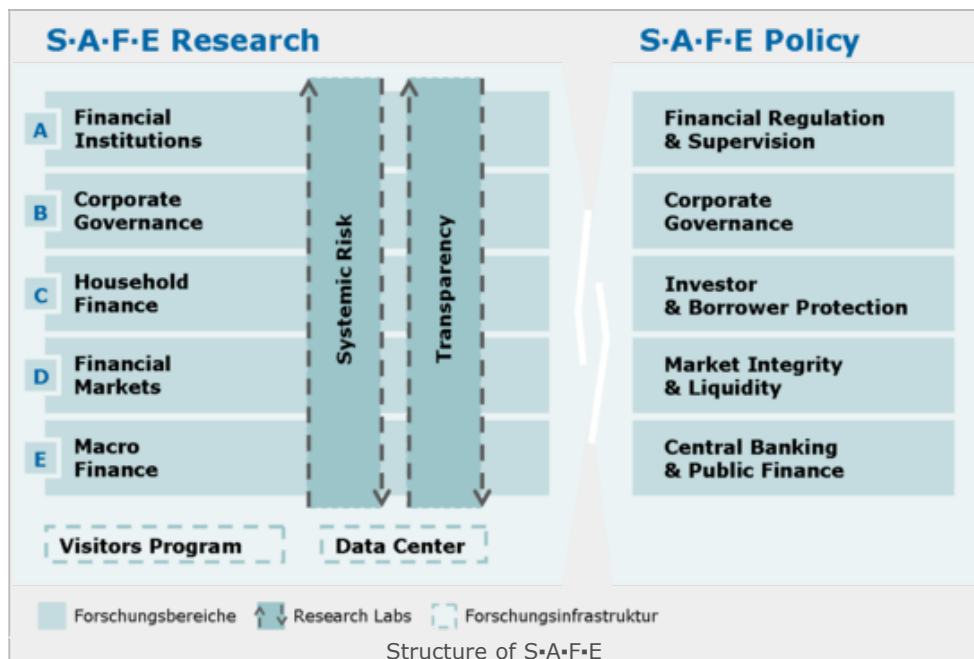 S▪A▪F▪E Research
S▪A▪F▪E Policy
A
Financial
Institutions
B
Corporate
Governance
C
Household
Finance
D
Financial
Markets
E
Macro
Finance
Systemic Risk
Transparency
Financial Regulation
& Supervision
Corporate
Governance
Investor
& Borrower Protection
Market Integrity
& Liquidity
Central Banking
& Public Finance
Visitors Program
Data Center
Forschungsbereiche
Research Labs
Forschungsinfrastruktur
Structure of S▪A▪F▪E